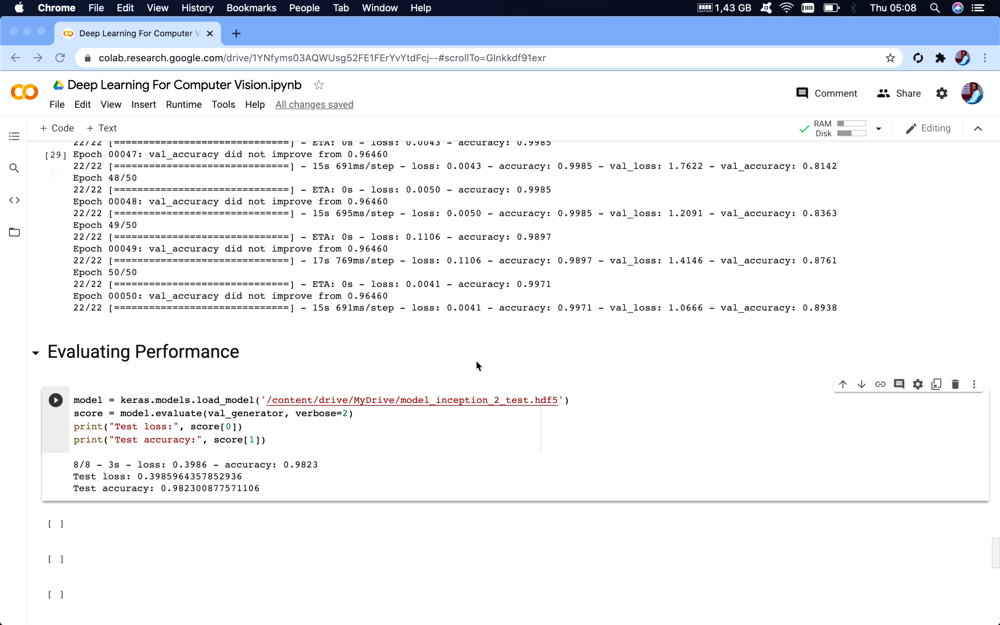 Chrome File Edit View History Bookmarks People Tab Window Help 1,43 GB Thu 05:08
Deep Learning For Computer V
colab.research.google.com/drive/1YNfyms03AQWUsg52FE1FErYvYtdFcj--#scrollTo=GlnkkdF91exr
Deep Learning For Computer Vision.ipynb
Comment Share
File Edit View Insert Runtime Tools Help All changes saved
+ Code + Text RAM Disk Editing
22/22 [==============================] - ETA: 0s - loss: 0.0043 - accuracy: 0.9985
[29] Epoch 00047: val_accuracy did not improve from 0.96460
22/22 [==============================] - 15s 691ms/step - loss: 0.0043 - accuracy: 0.9985 - val_loss: 1.7622 - val_accuracy: 0.8142
Epoch 48/50
22/22 [==============================] - ETA: 0s - loss: 0.0050 - accuracy: 0.9985
Epoch 00048: val_accuracy did not improve from 0.96460
22/22 [==============================] - 15s 695ms/step - loss: 0.0050 - accuracy: 0.9985 - val_loss: 1.2091 - val_accuracy: 0.8363
Epoch 49/50
22/22 [==============================] - ETA: 0s - loss: 0.1106 - accuracy: 0.9897
Epoch 00049: val_accuracy did not improve from 0.96460
22/22 [==============================] - 17s 769ms/step - loss: 0.1106 - accuracy: 0.9897 - val_loss: 1.4146 - val_accuracy: 0.8761
Epoch 50/50
22/22 [==============================] - ETA: 0s - loss: 0.0041 - accuracy: 0.9971
Epoch 00050: val_accuracy did not improve from 0.96460
22/22 [==============================] - 15s 691ms/step - loss: 0.0041 - accuracy: 0.9971 - val_loss: 1.0666 - val_accuracy: 0.8938
Evaluating Performance
model = keras.models.load_model('/content/drive/MyDrive/model_inception_2_test.hdf5')
score = model.evaluate(val_generator, verbose=2)
print("Test loss:", score[0])
print("Test accuracy:", score[1])
8/8 - 3s - loss: 0.3986 - accuracy: 0.9823
Test loss: 0.3985964357852936
Test accuracy: 0.982300877571106
[ ]
[ ]
[ ]